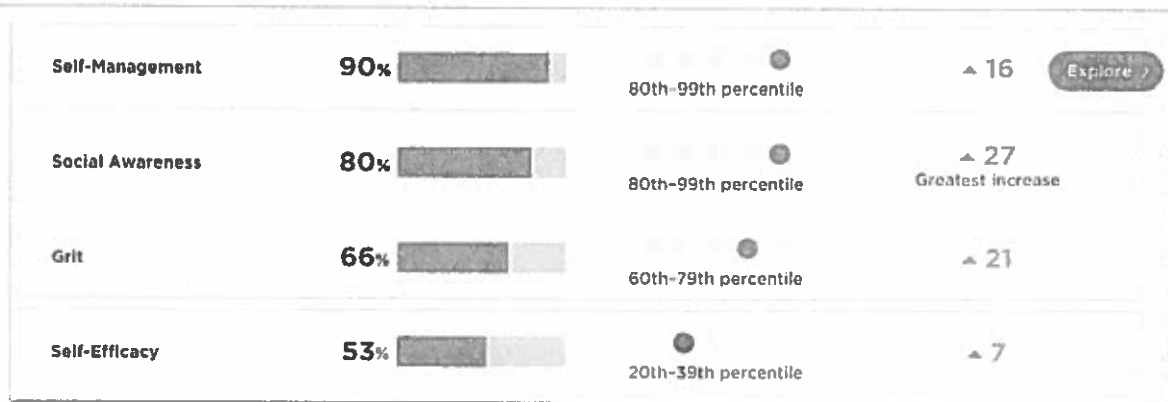 Self-Management 90% ▲ 16 Explore >
80th-99th percentile
Social Awareness 80% ▲ 27
80th-99th percentile Greatest increase
Grit 66% ▲ 21
60th-79th percentile
Self-Efficacy 53% ▲ 7
20th-39th percentile